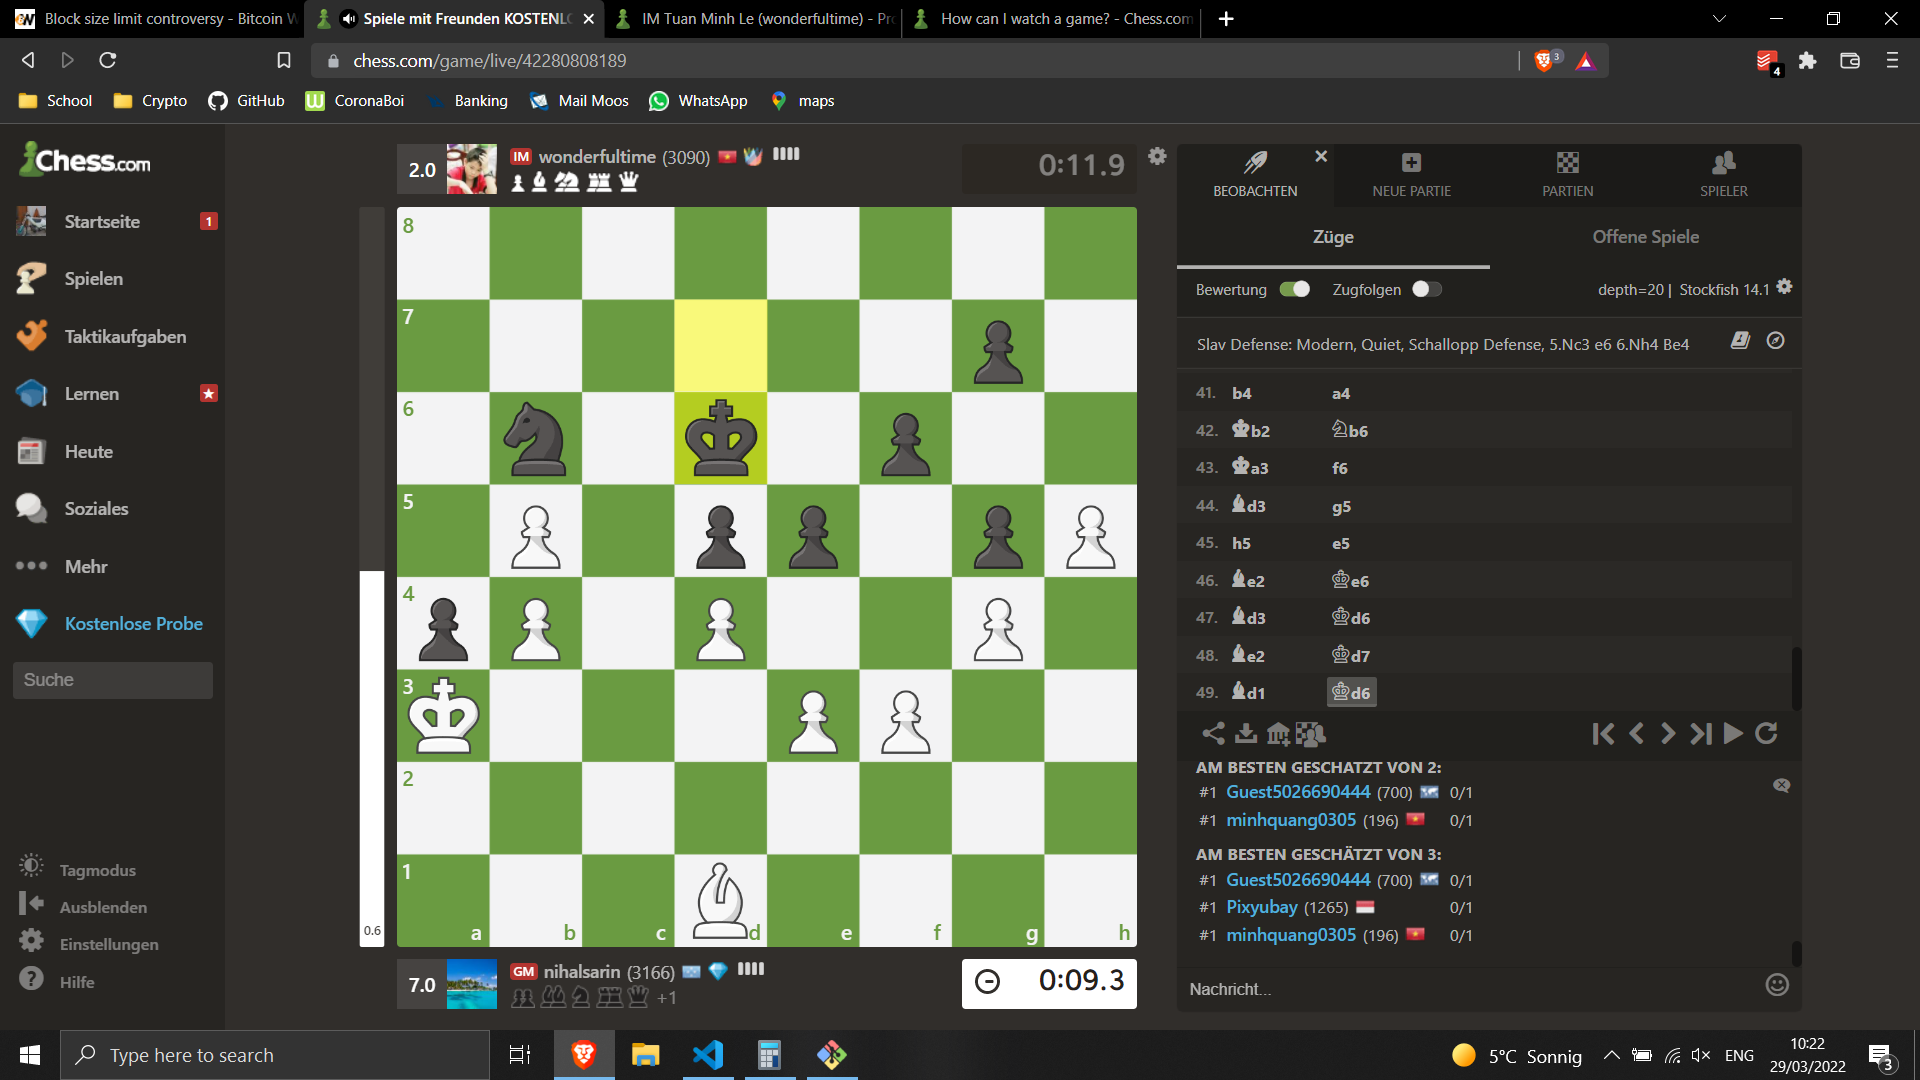 Block size limit controversy - Bitcoin W
Spiele mit Freunden KOSTENLO
IM Tuan Minh Le (wonderfultime) - Pro
How can I watch a game? - Chess.com
chess.com/game/live/42280808189
3
4
School
Crypto
GitHub
CoronaBoi
Banking
Mail Moos
WhatsApp
maps
Chess.com
Startseite
1
Spielen
Taktikaufgaben
Lernen
Heute
Soziales
Mehr
Kostenlose Probe
Suche
Tagmodus
Ausblenden
Einstellungen
Hilfe
2.0
IM wonderfultime (3090)
0:11.9
8
7
6
5
4
3
2
1
a b c d e f g h
0.6
7.0
GM nihalsarin (3166)
+1
0:09.3
BEOBACHTEN
NEUE PARTIE
PARTIEN
SPIELER
Züge
Offene Spiele
Bewertung
Zugfolgen
depth=20 | Stockfish 14.1
Slav Defense: Modern, Quiet, Schallopp Defense, 5.Nc3 e6 6.Nh4 Be4
41. b4 a4
42. b2 b6
43. a3 f6
44. d3 g5
45. h5 e5
46. e2 e6
47. d3 d6
48. e2 d7
49. d1 d6
AM BESTEN GESCHÄTZT VON 2:
#1 Guest5026690444 (700) 0/1
#1 minhquang0305 (196) 0/1
AM BESTEN GESCHÄTZT VON 3:
#1 Guest5026690444 (700) 0/1
#1 Pixyubay (1265) 0/1
#1 minhquang0305 (196) 0/1
Nachricht...
Type here to search
5°C Sonnig
ENG
10:22
29/03/2022
3